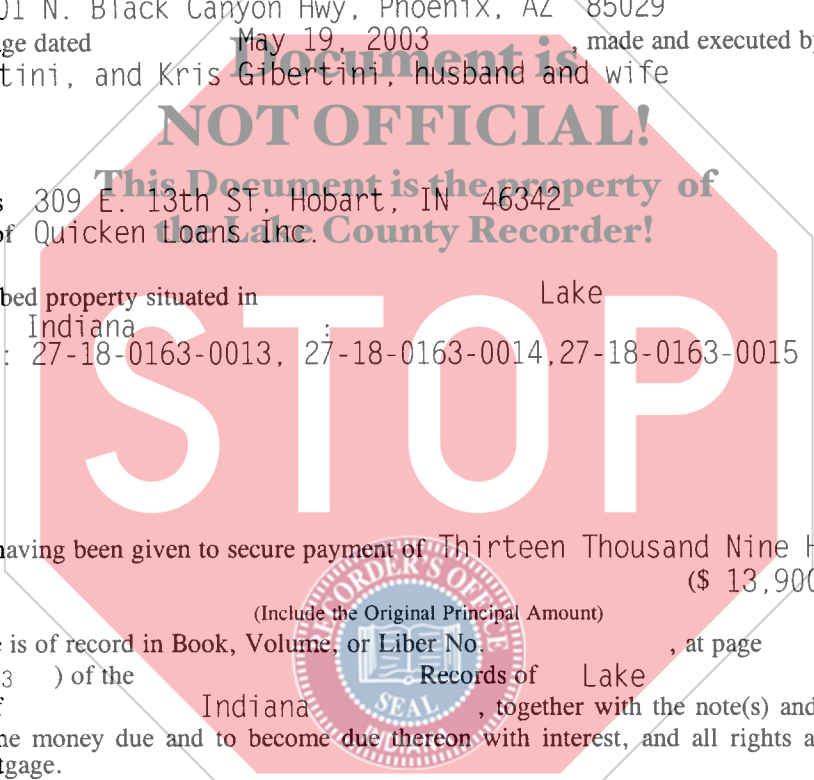 01 N. Black Canyon Hwy, Phoenix, AZ 85029
ge dated May 19, 2003 , made and executed by
tini, and Kris Gibertini, husband and wife
Document is
NOT OFFICIAL!
This Document is the property of
the Lake County Recorder!
s 309 E. 13th ST, Hobart, IN 46342
of Quicken Loans Inc.
bed property situated in Lake
Indiana :
: 27-18-0163-0013, 27-18-0163-0014,27-18-0163-0015
STOP
having been given to secure payment of Thirteen Thousand Nine H
($ 13,900
(Include the Original Principal Amount)
e is of record in Book, Volume, or Liber No. , at page
3 ) of the Records of Lake
f Indiana , together with the note(s) and
he money due and to become due thereon with interest, and all rights a
tgage.
RECORDER'S OFFICE
SEAL
INDIANA